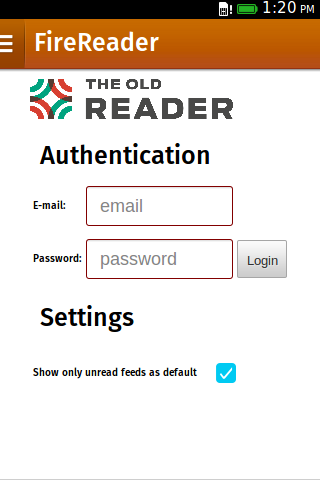 1:20 PM
FireReader
THE OLD
READER
Authentication
E-mail: email
Password: password Login
Settings
Show only unread feeds as default